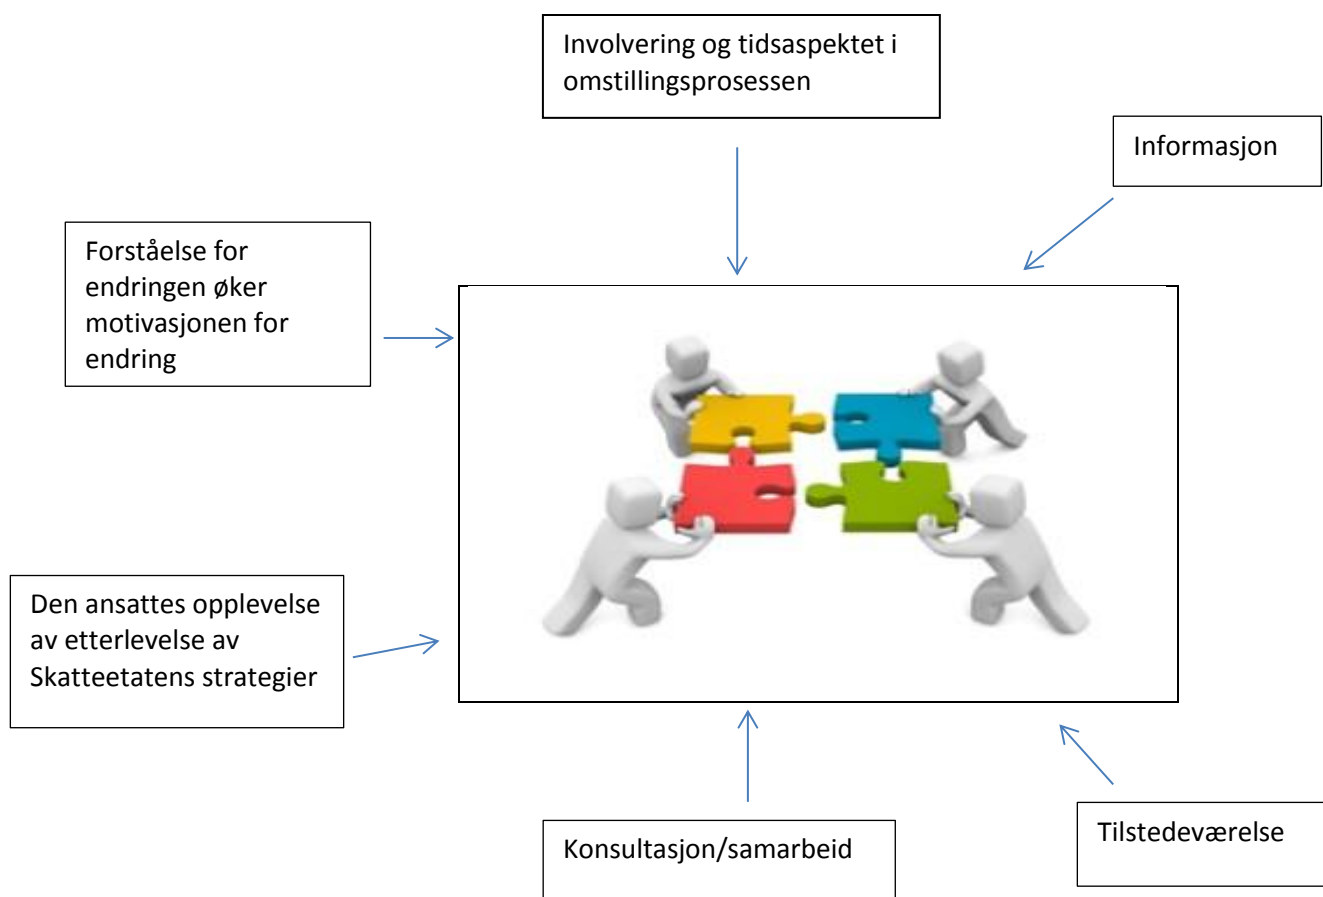 Involvering og tidsaspektet i
omstillingsprosessen
Informasjon
Forståelse for
endringen øker
motivasjonen for
endring
Den ansattes opplevelse
av etterlevelse av
Skatteetatens strategier
Konsultasjon/samarbeid
Tilstedeværelse